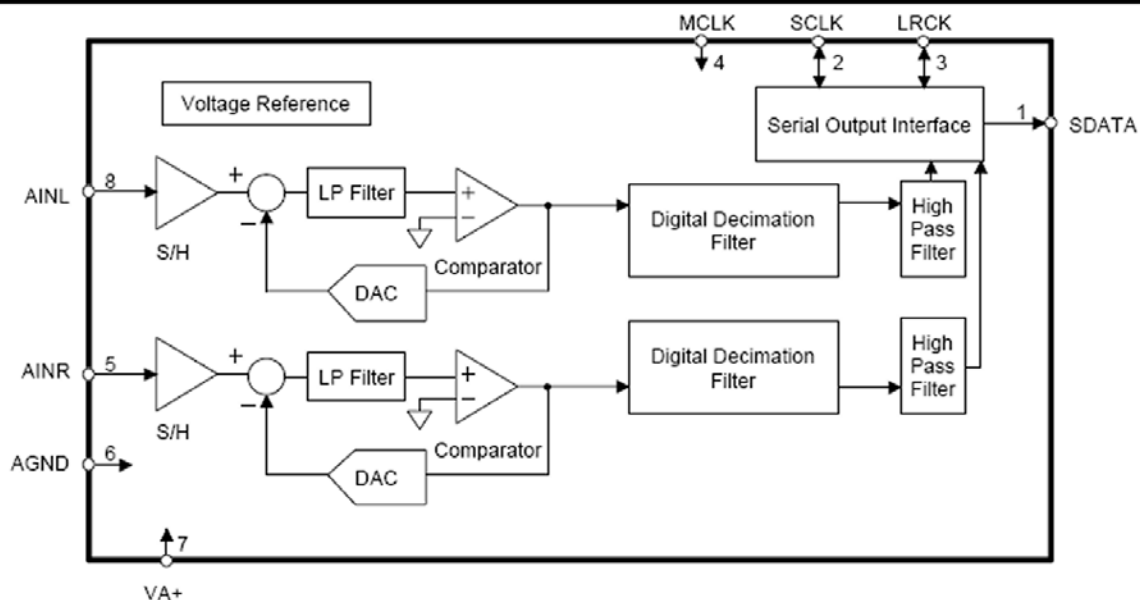 MCLK SCLK LRCK
4 2 3
Voltage Reference
Serial Output Interface
1 SDATA
AINL 8
+
−
S/H
LP Filter
+
−
Comparator
DAC
Digital Decimation
Filter
High
Pass
Filter
AINR 5
+
−
S/H
LP Filter
+
−
Comparator
DAC
Digital Decimation
Filter
High
Pass
Filter
AGND 6
7
VA+